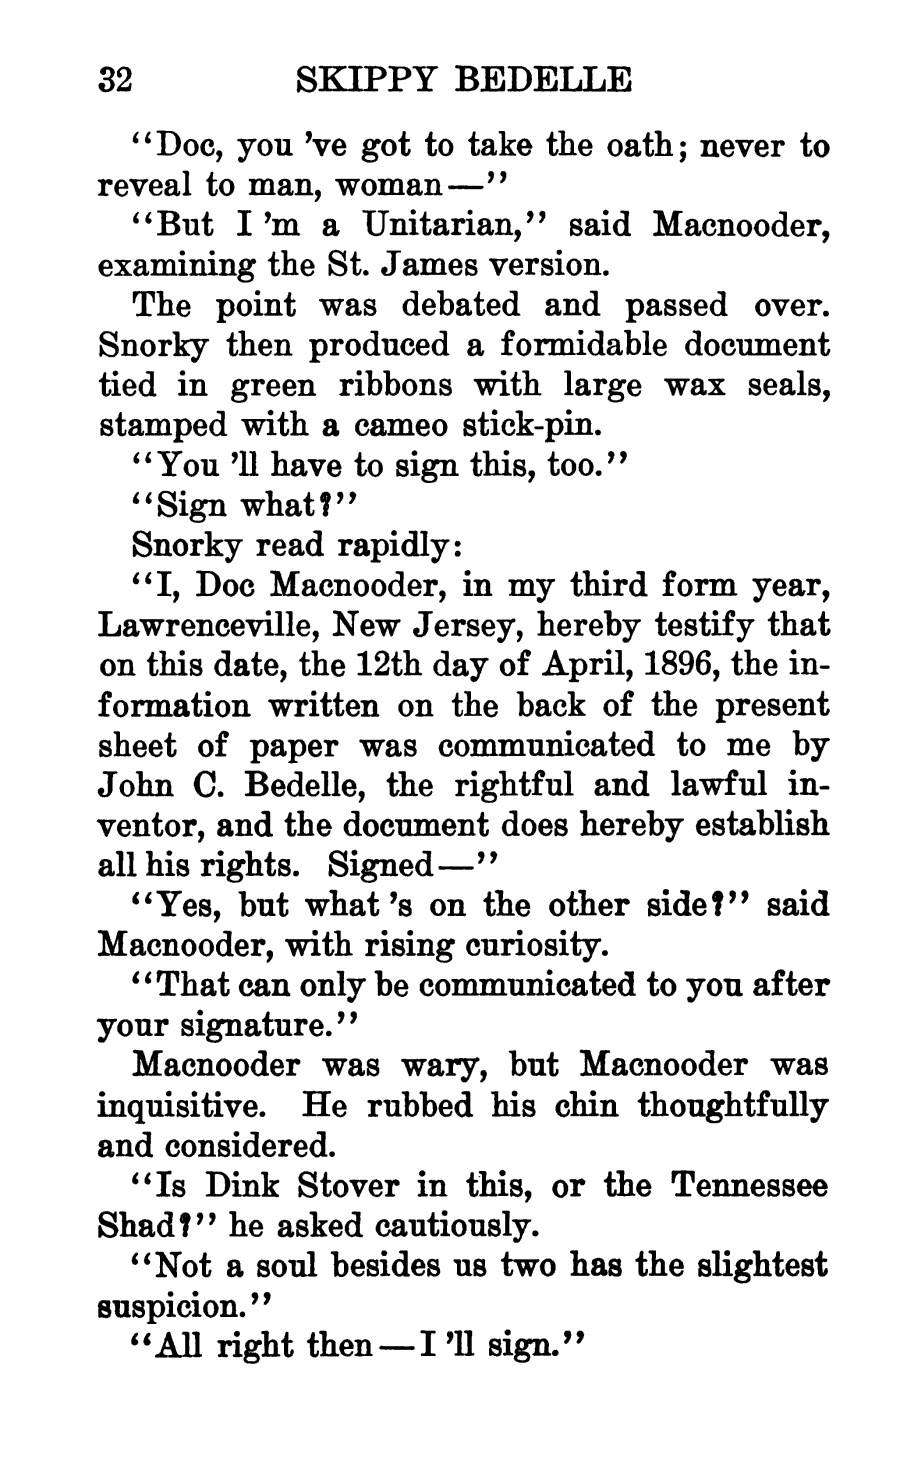 32 SKIPPY BEDELLE
“Doc, you ’ve got to take the oath; never to
reveal to man, woman—”
“But I ’m a Unitarian,” said Macnooder,
examining the St. James version.
The point was debated and passed over.
Snorky then produced a formidable document
tied in green ribbons with large wax seals,
stamped with a cameo stick-pin.
“You ’ll have to sign this, too.”
“Sign what?”
Snorky read rapidly:
“I, Doc Macnooder, in my third form year,
Lawrenceville, New Jersey, hereby testify that
on this date, the 12th day of April, 1896, the in-
formation written on the back of the present
sheet of paper was communicated to me by
John C. Bedelle, the rightful and lawful in-
ventor, and the document does hereby establish
all his rights. Signed—”
“Yes, but what ’s on the other side?” said
Macnooder, with rising curiosity.
“That can only be communicated to you after
your signature.”
Macnooder was wary, but Macnooder was
inquisitive. He rubbed his chin thoughtfully
and considered.
“Is Dink Stover in this, or the Tennessee
Shad?” he asked cautiously.
“Not a soul besides us two has the slightest
suspicion.”
“All right then—I ’ll sign.”